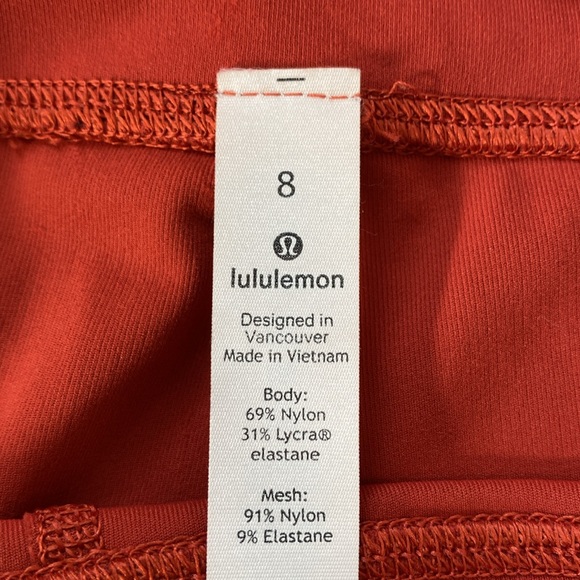 8
lululemon
Designed in
Vancouver
Made in Vietnam
Body:
69% Nylon
31% Lycra®
elastane
Mesh:
91% Nylon
9% Elastane